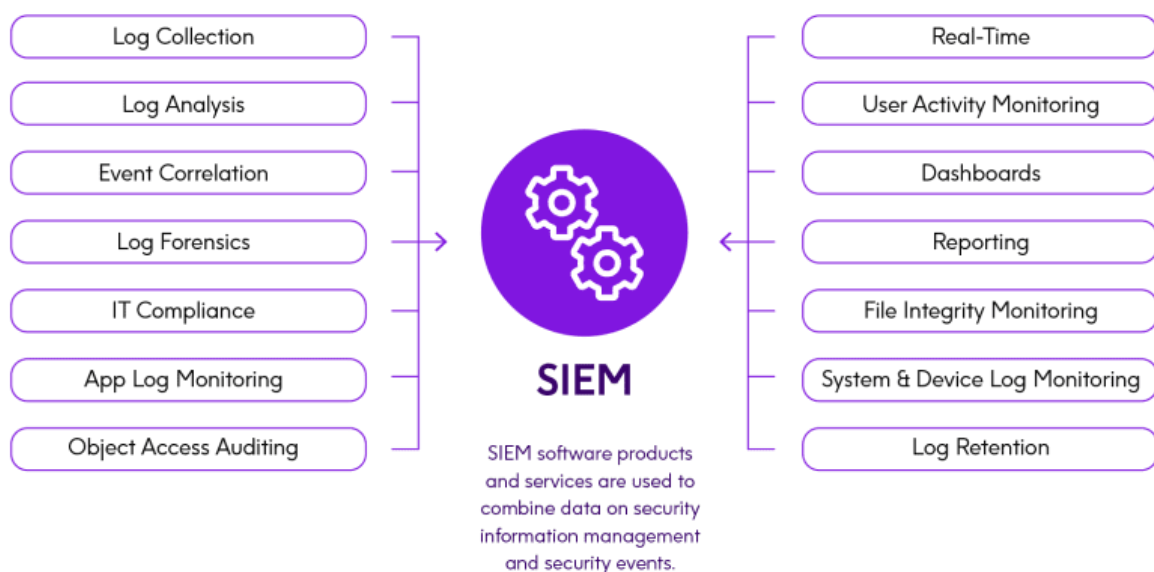 Log Collection
Log Analysis
Event Correlation
Log Forensics
IT Compliance
App Log Monitoring
Object Access Auditing
SIEM
SIEM software products
and services are used to
combine data on security
information management
and security events.
Real-Time
User Activity Monitoring
Dashboards
Reporting
File Integrity Monitoring
System & Device Log Monitoring
Log Retention